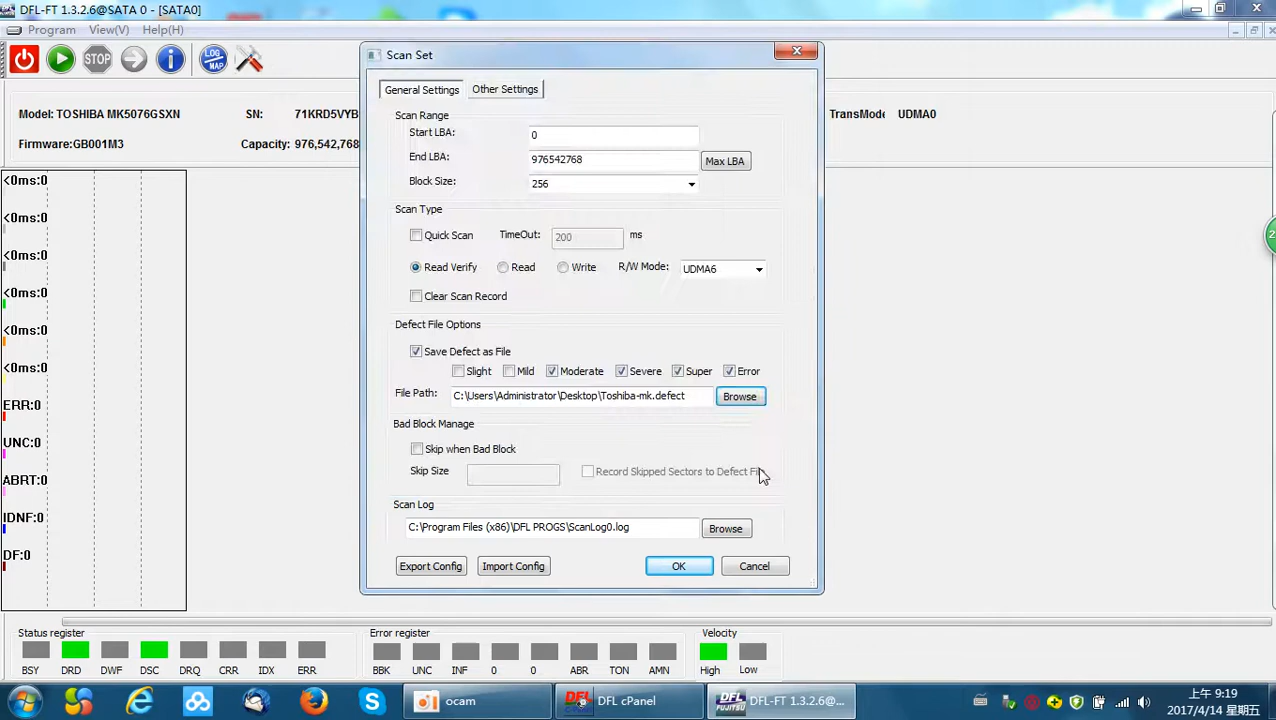 DFL-FT 1.3.2.6@SATA 0 - [SATA0]
Program View(V) Help(H)
STOP LOG MAP
Model: TOSHIBA MK5076GSXN SN: 71KRD5VYB TransMode UDMA0
Firmware:GB001M3 Capacity: 976,542,768
<0ms:0
<0ms:0
<0ms:0
<0ms:0
<0ms:0
<0ms:0
ERR:0
UNC:0
ABRT:0
IDNF:0
DF:0
Scan Set
General Settings Other Settings
Scan Range
Start LBA: 0
End LBA: 976542768 Max LBA
Block Size: 256
Scan Type
Quick Scan TimeOut: 200 ms
Read Verify Read Write R/W Mode: UDMA6
Clear Scan Record
Defect File Options
Save Defect as File
Slight Mild Moderate Severe Super Error
File Path: C:\Users\Administrator\Desktop\Toshiba-mk.defect Browse
Bad Block Manage
Skip when Bad Block
Skip Size Record Skipped Sectors to Defect
Scan Log
C:\Program Files (x86)\DFL PROGS\ScanLog0.log Browse
Export Config Import Config OK Cancel
2
Status register Error register Velocity
BSY DRD DWF DSC DRQ CRR IDX ERR BBK UNC INF 0 0 ABR TON AMN High Low
ocam DFL DFL cPanel DFL FUJITSU DFL-FT 1.3.2.6@...
上午 9:19
2017/4/14 星期五